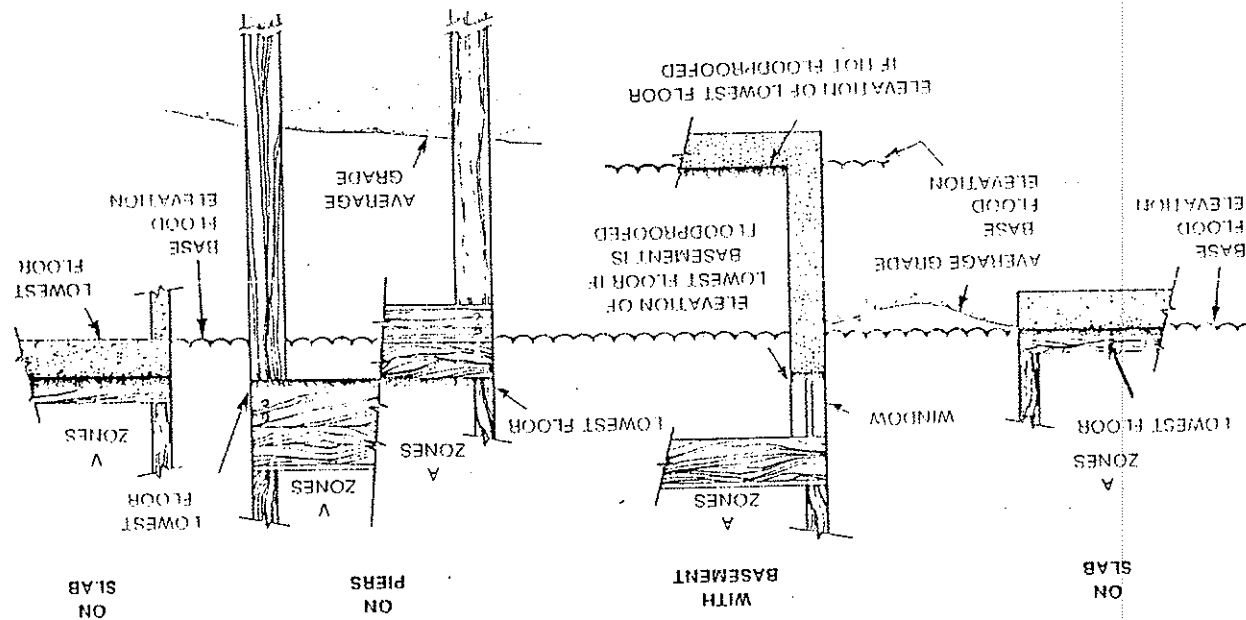 ON
SLAB
WITH
BASEMENT
ON
PIERS
ON
SLAB
A
ZONES
LOWEST FLOOR
BASE
FLOOD
ELEVATION
AVERAGE GRADE
BASE
FLOOD
ELEVATION
A
ZONES
WINDOW
ELEVATION OF
LOWEST FLOOR IF
BASEMENT IS
FLOODPROOFED
ELEVATION OF LOWEST FLOOR
IF NOT FLOODPROOFED
A
ZONES
LOWEST FLOOR
AVERAGE
GRADE
V
ZONES
LOWEST
FLOOR
BASE
FLOOD
ELEVATION
V
ZONES
LOWEST
FLOOR